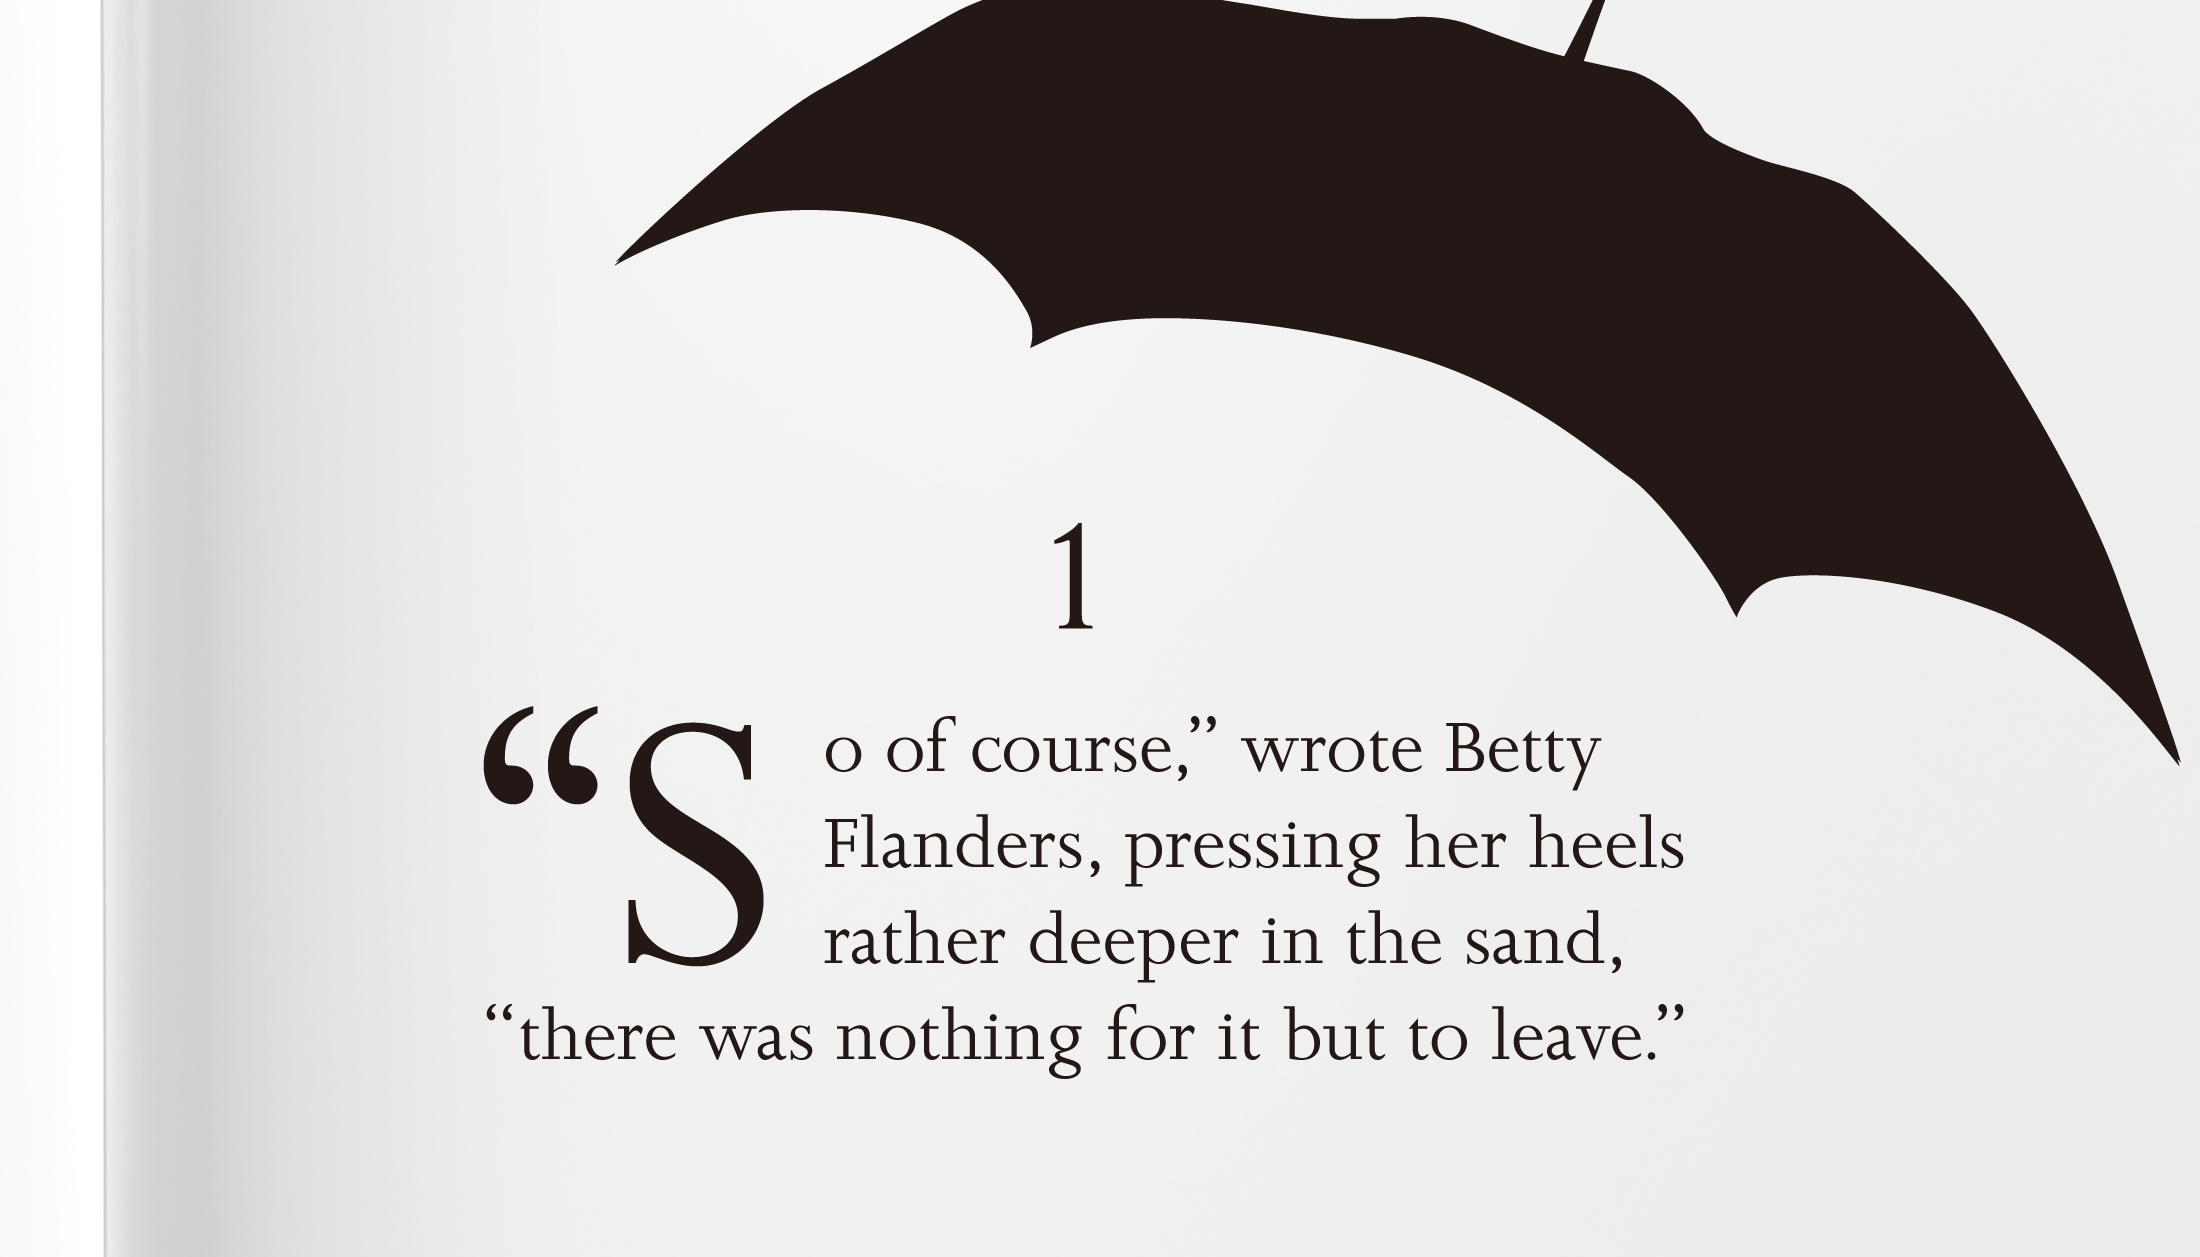 1
“So of course,” wrote Betty
Flanders, pressing her heels
rather deeper in the sand,
“there was nothing for it but to leave.”